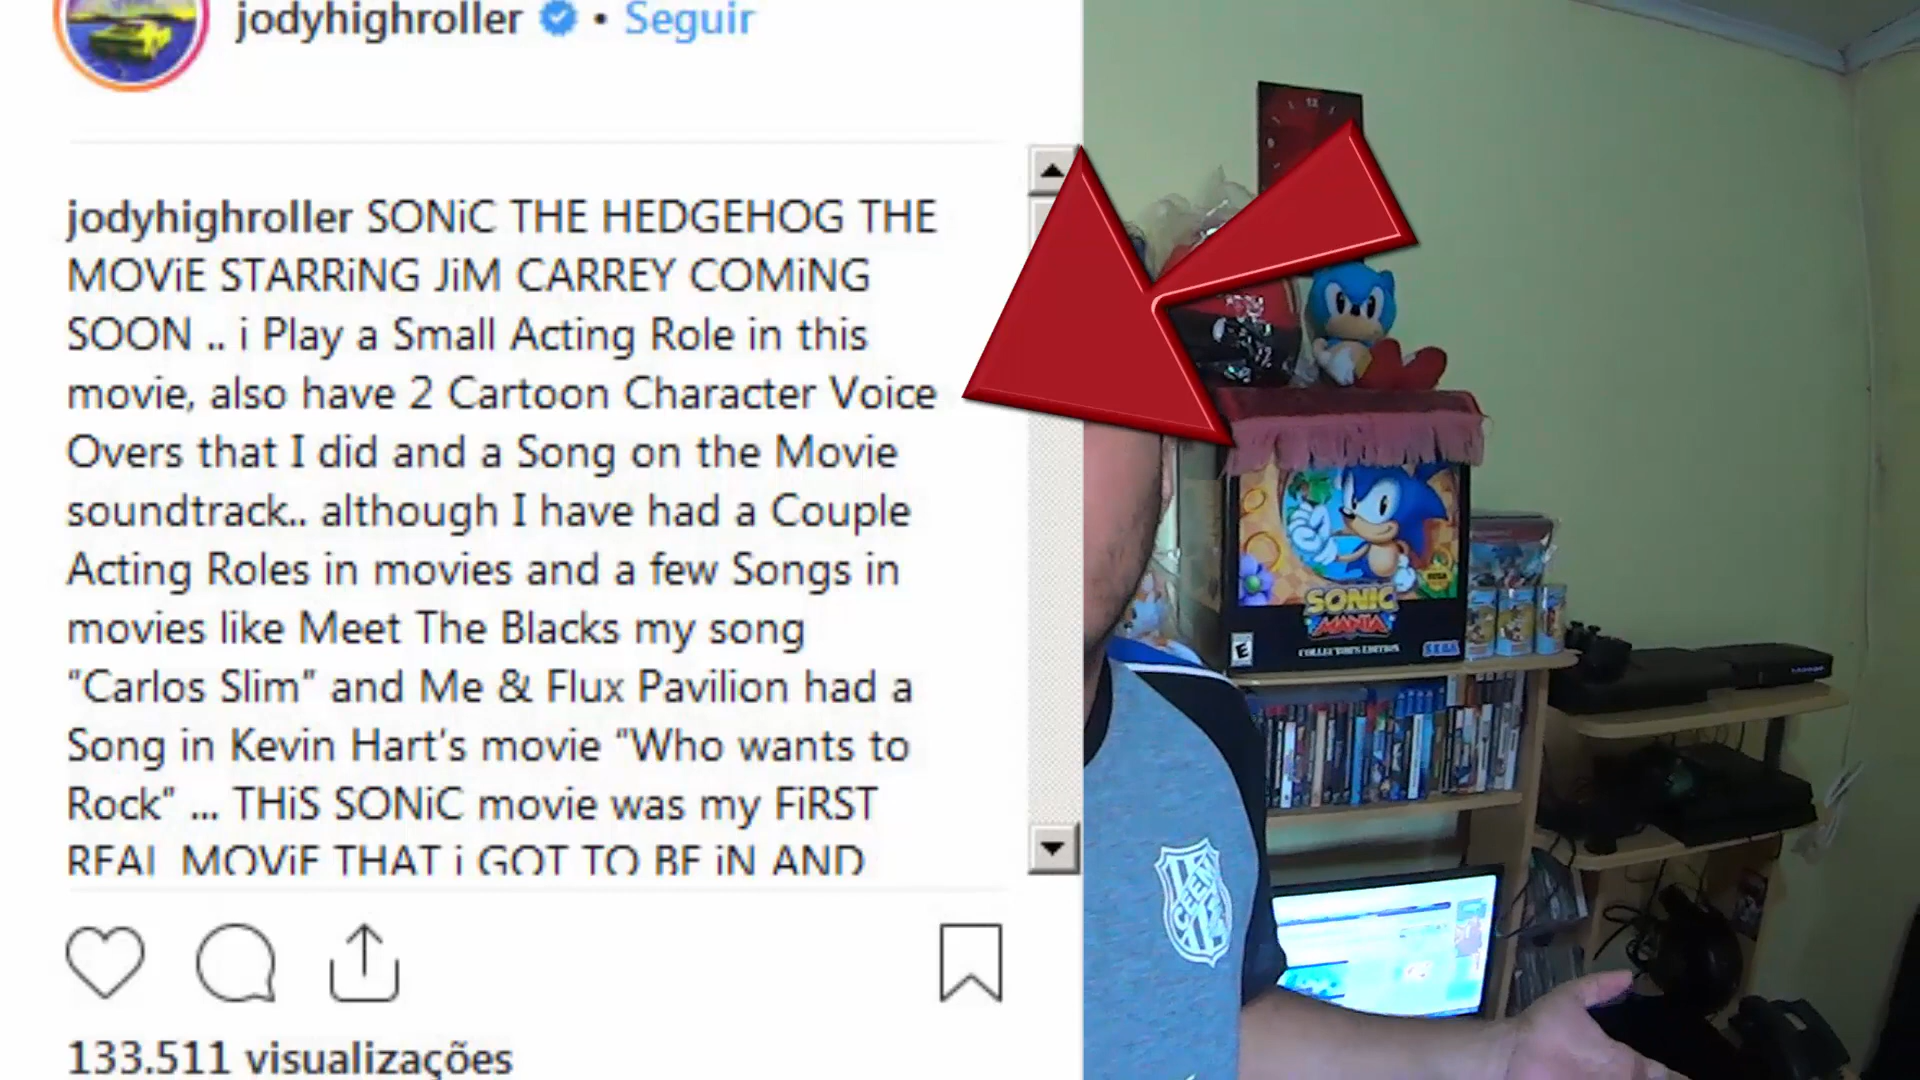 jodyhighroller • Seguir
jodyhighroller SONiC THE HEDGEHOG THE
MOViE STARRiNG JiM CARREY COMiNG
SOON .. i Play a Small Acting Role in this
movie, also have 2 Cartoon Character Voice
Overs that I did and a Song on the Movie
soundtrack.. although I have had a Couple
Acting Roles in movies and a few Songs in
movies like Meet The Blacks my song
“Carlos Slim” and Me & Flux Pavilion had a
Song in Kevin Hart’s movie “Who wants to
Rock” ... THiS SONiC movie was my FiRST
REAL MOViE THAT i GOT TO BE iN AND
133.511 visualizações
12
SONIC
MANIA
E
COLLECTOR'S EDITION
SEGA